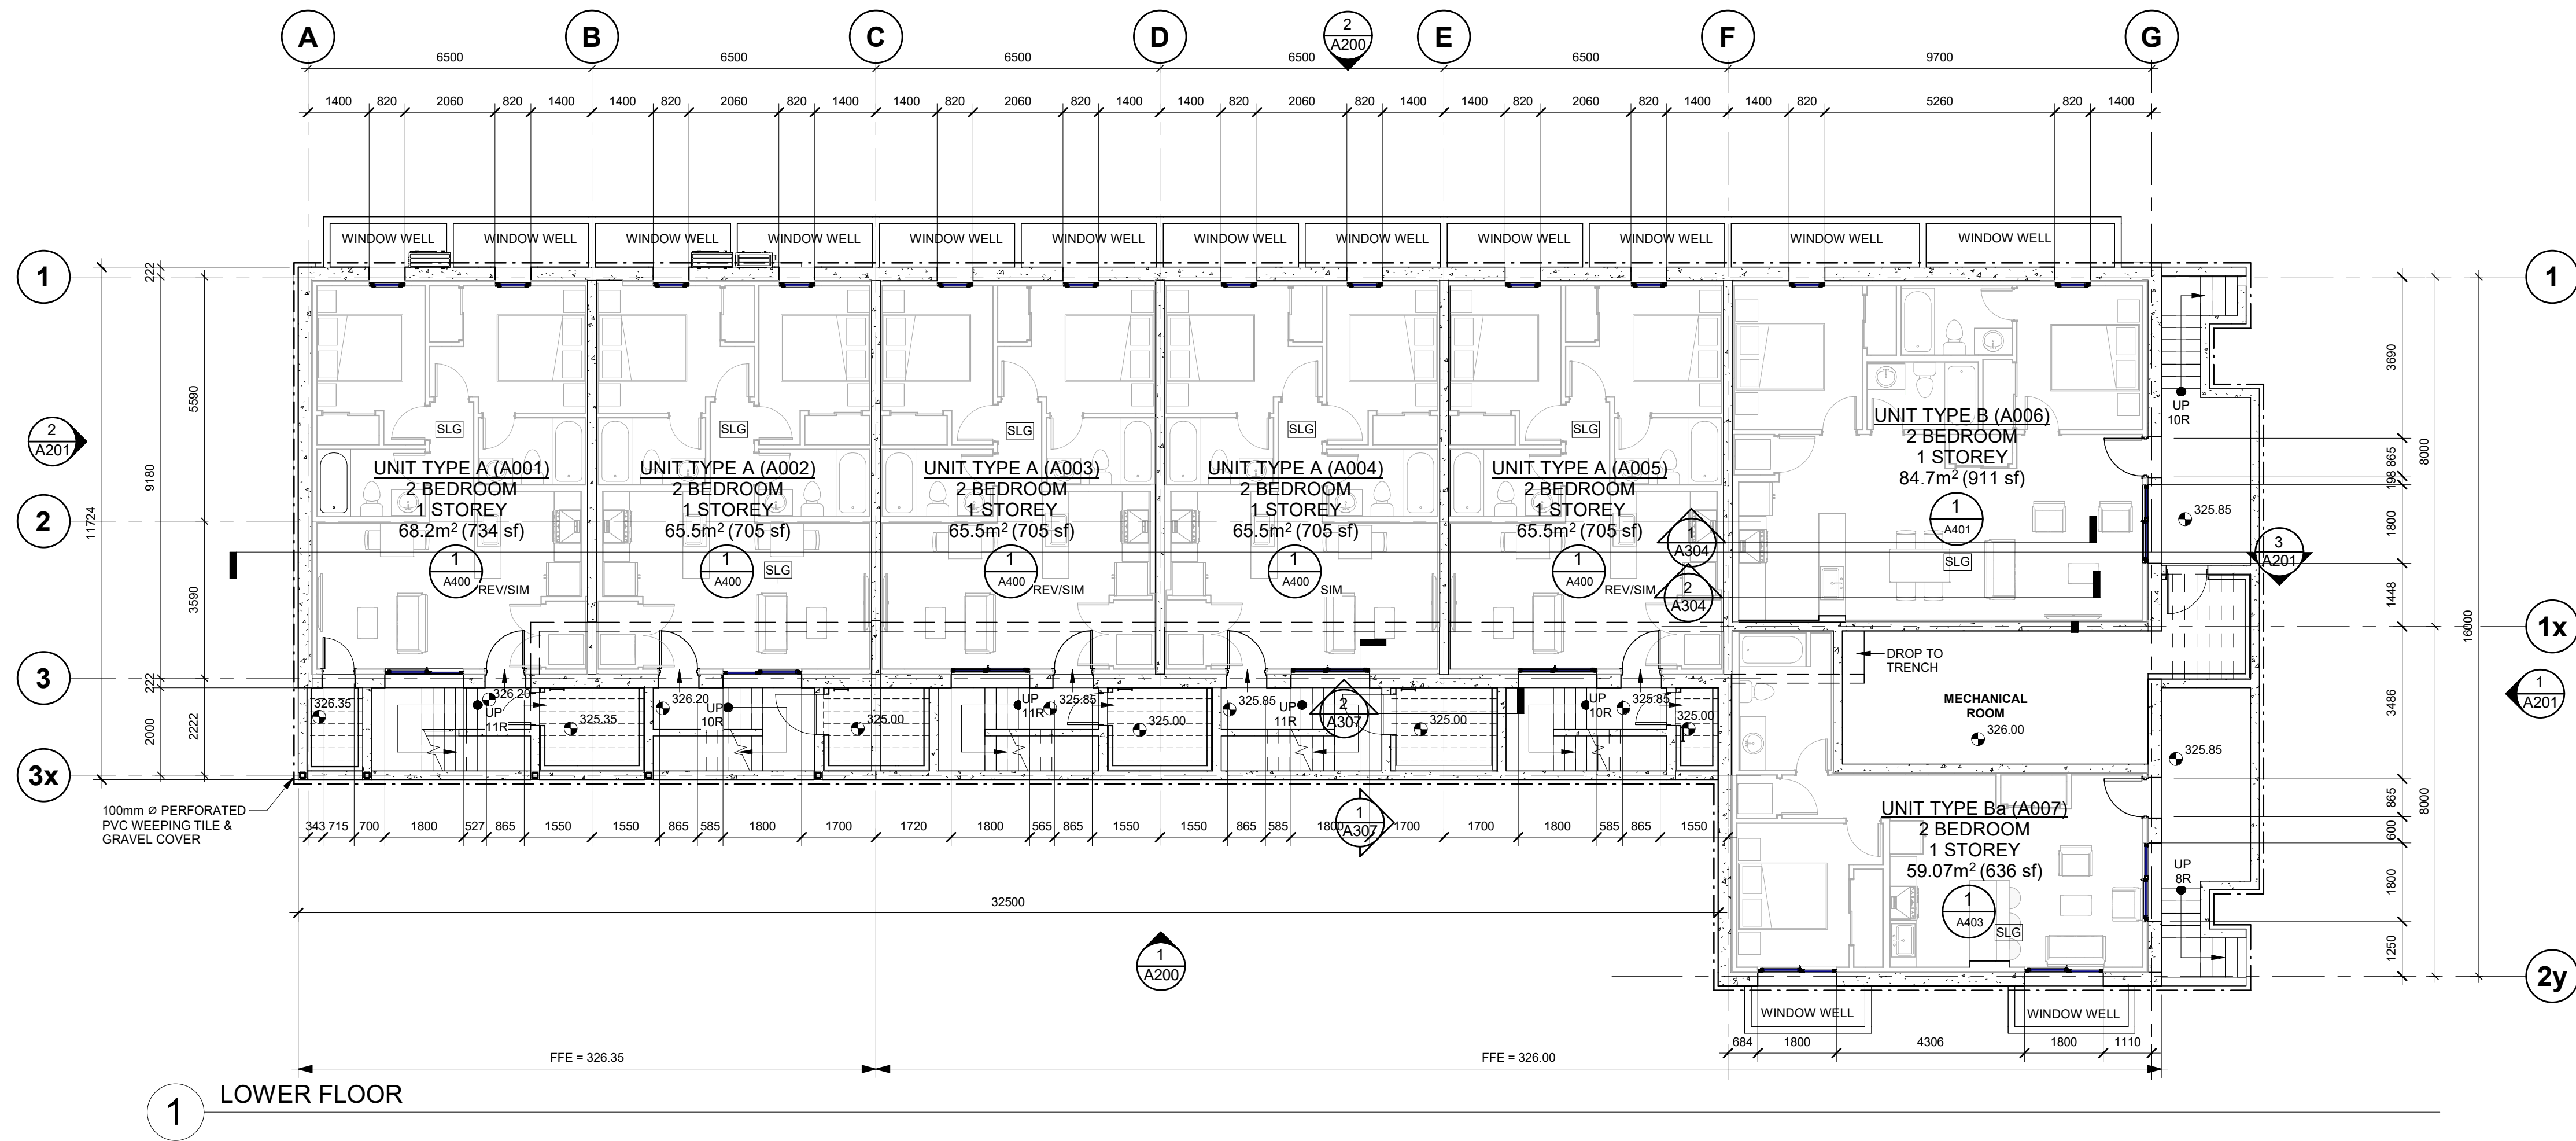 A B C D E F G
2
A200
6500 6500 6500 6500 6500 9700
1400 820 2060 820 1400 1400 820 2060 820 1400 1400 820 2060 820 1400 1400 820 2060 820 1400 1400 820 2060 820 1400 1400 820 5260 820 1400
WINDOW WELL WINDOW WELL WINDOW WELL WINDOW WELL WINDOW WELL WINDOW WELL WINDOW WELL WINDOW WELL WINDOW WELL WINDOW WELL WINDOW WELL WINDOW WELL
1
2
3
3x
1
1x
2y
2
A201
11724
222
9180
222
2000
5590
3590
2222
SLG
UNIT TYPE A (A001)
2 BEDROOM
1 STOREY
68.2m² (734 sf)
1
A400
REV/SIM
SLG
UNIT TYPE A (A002)
2 BEDROOM
1 STOREY
65.5m² (705 sf)
1
A400
SLG
SLG
UNIT TYPE A (A003)
2 BEDROOM
1 STOREY
65.5m² (705 sf)
1
A400
REV/SIM
SLG
UNIT TYPE A (A004)
2 BEDROOM
1 STOREY
65.5m² (705 sf)
1
A400
SIM
SLG
UNIT TYPE A (A005)
2 BEDROOM
1 STOREY
65.5m² (705 sf)
1
A400
REV/SIM
1
A304
2
A304
UNIT TYPE B (A006)
2 BEDROOM
1 STOREY
84.7m² (911 sf)
1
A401
SLG
UP
10R
325.85
3
A201
1
A201
3690
865
198
1800
1448
3486
865
600
1800
1250
8000
8000
16000
DROP TO
TRENCH
MECHANICAL
ROOM
326.00
325.85
326.35
326.20
UP
11R
325.35
326.20
UP
10R
325.00
UP
11R
325.85
325.00
325.85
UP
11R
2
A307
325.00
UP
10R
325.85
325.00
100mm Ø PERFORATED
PVC WEEPING TILE &
GRAVEL COVER
343 715 700 1800 527 865 1550 1550 865 585 1800 1700 1720 1800 565 865 1550 1550 865 585 1800 1700 1700 1800 585 865 1550
1
A307
UNIT TYPE Ba (A007)
2 BEDROOM
1 STOREY
59.07m² (636 sf)
1
A403
SLG
UP
8R
32500
1
A200
WINDOW WELL WINDOW WELL
684 1800 4306 1800 1110
FFE = 326.35 FFE = 326.00
1 LOWER FLOOR